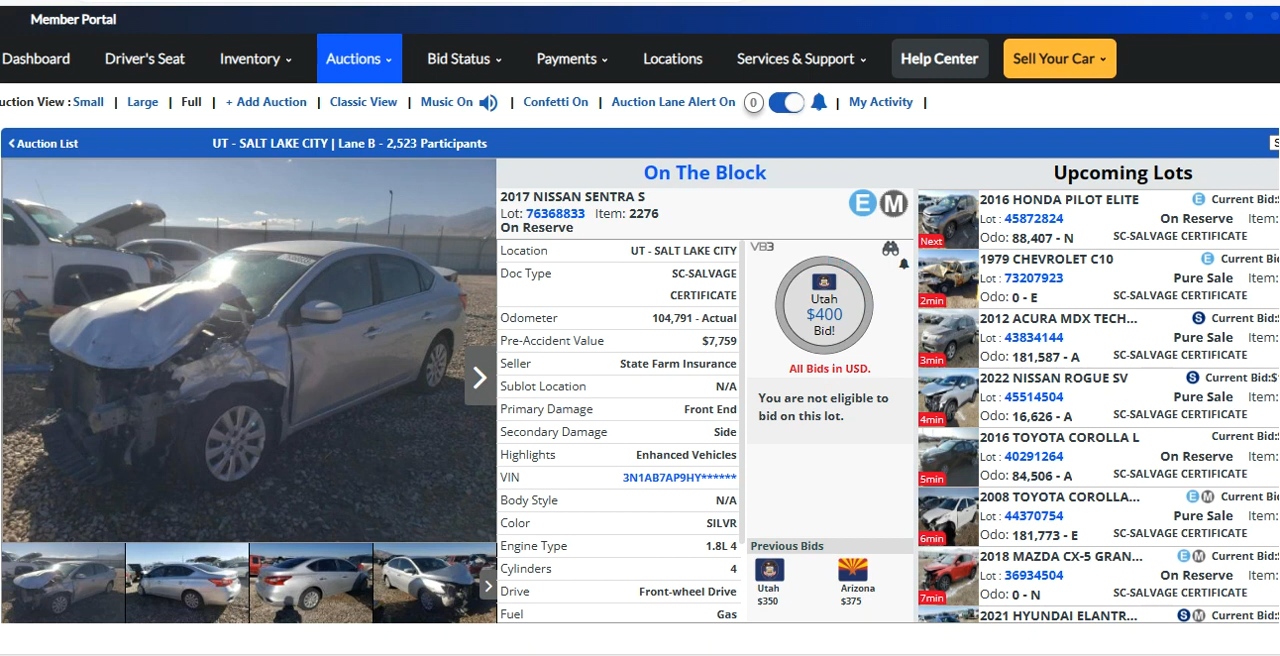 Member Portal
Dashboard Driver's Seat Inventory Auctions Bid Status Payments Locations Services & Support Help Center Sell Your Car
uction View : Small | Large | Full | + Add Auction | Classic View | Music On | Confetti On | Auction Lane Alert On 0 | My Activity |
Auction List UT - SALT LAKE CITY | Lane B - 2,523 Participants
On The Block
2017 NISSAN SENTRA S
Lot: 76368833 Item: 2276
On Reserve
E M
Location UT - SALT LAKE CITY
Doc Type SC-SALVAGE
CERTIFICATE
Odometer 104,791 - Actual
Pre-Accident Value $7,759
Seller State Farm Insurance
Sublot Location N/A
Primary Damage Front End
Secondary Damage Side
Highlights Enhanced Vehicles
VIN 3N1AB7AP9HY******
Body Style N/A
Color SILVR
Engine Type 1.8L 4
Cylinders 4
Drive Front-wheel Drive
Fuel Gas
VB3
Utah
$400
Bid!
All Bids in USD.
You are not eligible to
bid on this lot.
Previous Bids
Utah Arizona
$350 $375
Upcoming Lots
2016 HONDA PILOT ELITE E Current Bid:
Lot : 45872824 On Reserve Item:
Next Odo: 88,407 - N SC-SALVAGE CERTIFICATE
1979 CHEVROLET C10 E Current Bi
Lot : 73207923 Pure Sale Item:
2min Odo: 0 - E SC-SALVAGE CERTIFICATE
2012 ACURA MDX TECH... S Current Bid:
Lot : 43834144 Pure Sale Item:
3min Odo: 181,587 - A SC-SALVAGE CERTIFICATE
2022 NISSAN ROGUE SV S Current Bid:
Lot : 45514504 Pure Sale Item:
4min Odo: 16,626 - A SC-SALVAGE CERTIFICATE
2016 TOYOTA COROLLA L Current Bid:
Lot : 40291264 On Reserve Item:
5min Odo: 84,506 - A SC-SALVAGE CERTIFICATE
2008 TOYOTA COROLLA... E M Current Bi
Lot : 44370754 Pure Sale Item:
6min Odo: 181,773 - E SC-SALVAGE CERTIFICATE
2018 MAZDA CX-5 GRAN... E M Current Bid:
Lot : 36934504 On Reserve Item:
7min Odo: 0 - N SC-SALVAGE CERTIFICATE
2021 HYUNDAI ELANTR... S M Current Bid: